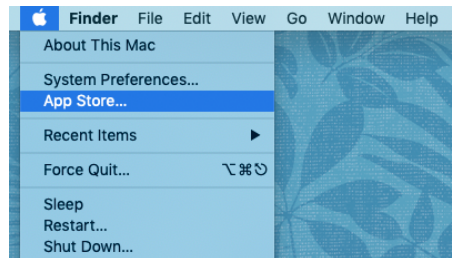 Finder File Edit View Go Window Help
About This Mac
System Preferences...
App Store...
Recent Items ▶
Force Quit... ⌥⌘⎋
Sleep
Restart...
Shut Down...